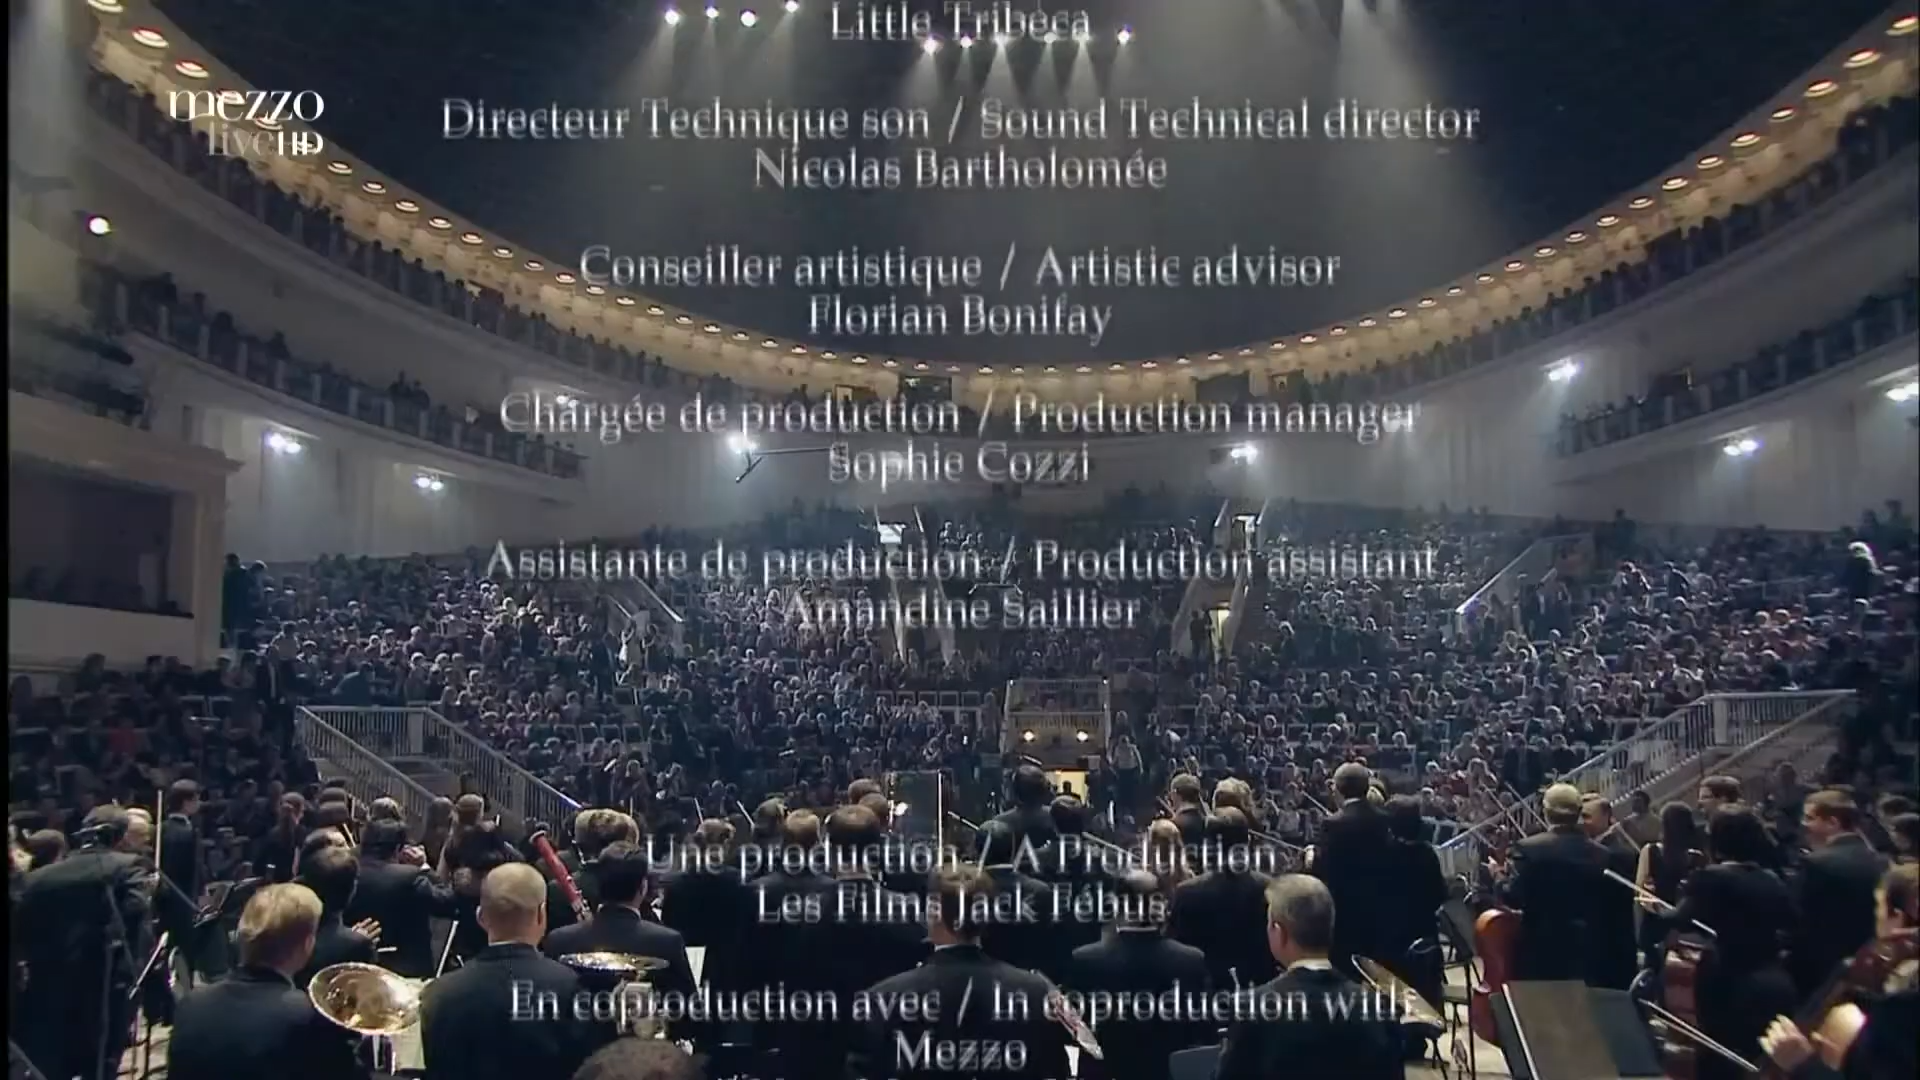 Little Tribeca
mezzo
live HD
Directeur Technique son / Sound Technical director
Nicolas Bartholomée
Conseiller artistique / Artistic advisor
Florian Bonifay
Chargée de production / Production manager
Sophie Cozzi
Assistante de production / Production assistant
Amandine Saillier
Une production / A Production
Les Films Jack Fébus
En coproduction avec / In coproduction with
Mezzo